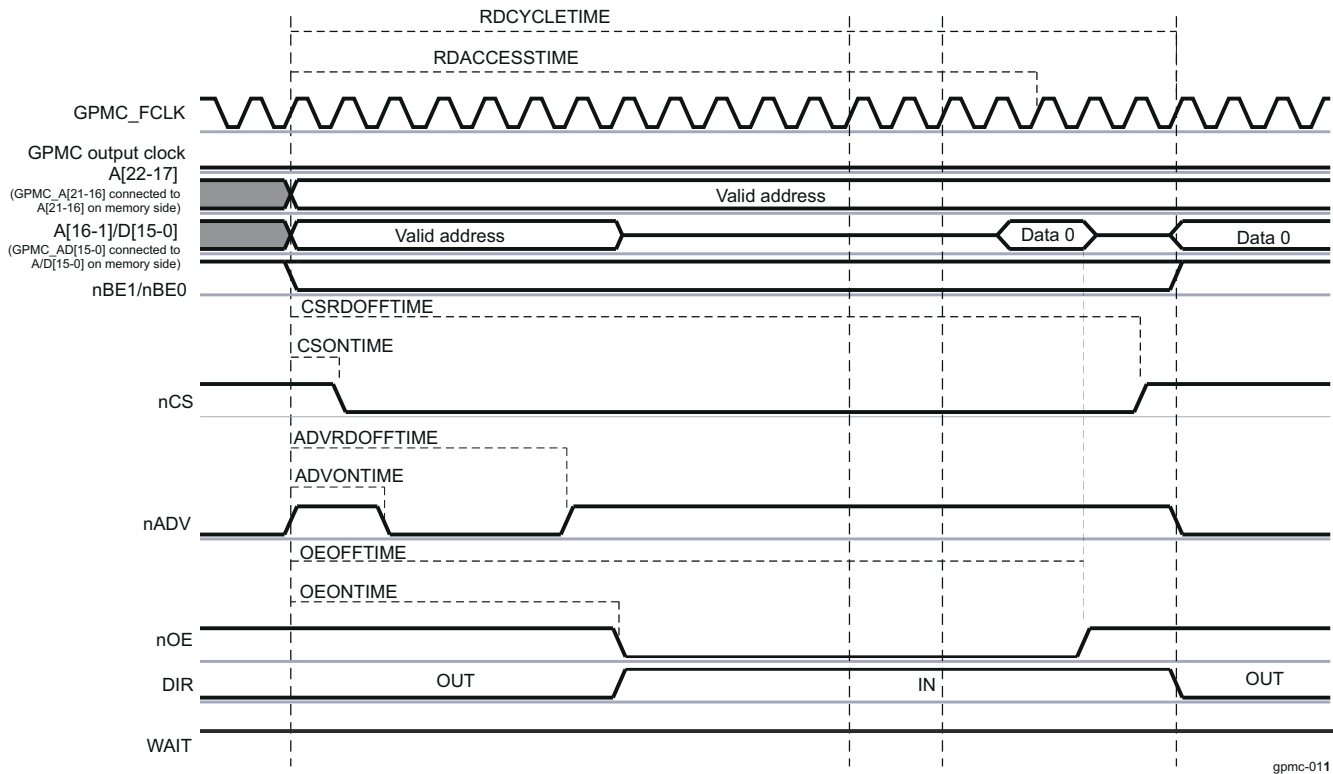 RDCYCLETIME
RDACCESSTIME
GPMC_FCLK
GPMC output clock
A[22-17]
(GPMC_A[21-16] connected to
A[21-16] on memory side)
Valid address
A[16-1]/D[15-0]
(GPMC_AD[15-0] connected to
A/D[15-0] on memory side)
Valid address
Data 0
Data 0
nBE1/nBE0
CSRDOFFTIME
CSONTIME
nCS
ADVRDOFFTIME
ADVONTIME
nADV
OEOFFTIME
OEONTIME
nOE
DIR
OUT
IN
OUT
WAIT
gpmc-011